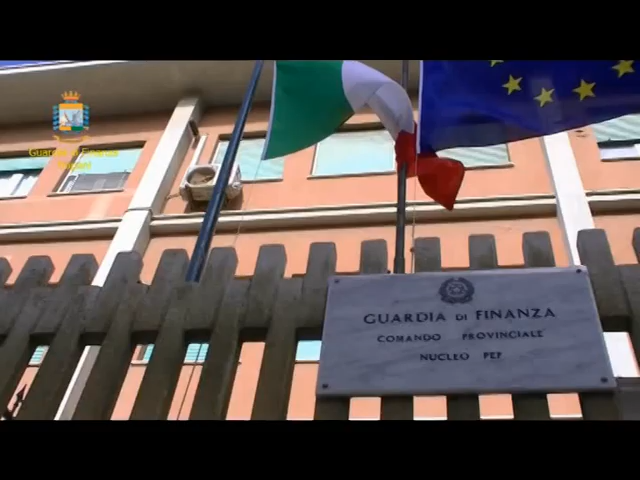 Guardia di Finanza
GUARDIA DI FINANZA
COMANDO PROVINCIALE
NUCLEO PEF